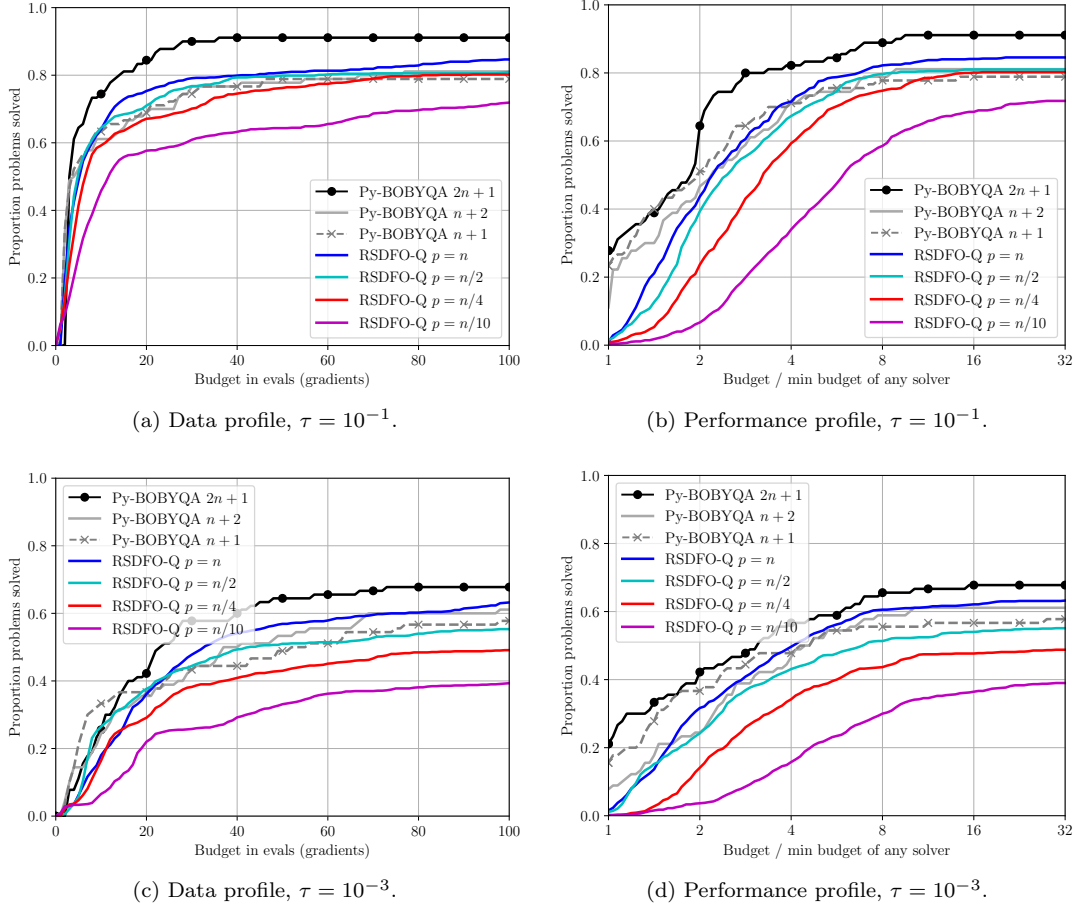 1.0
0.8
0.6
0.4
0.2
0.0
Proportion problems solved
Py-BOBYQA 2n + 1
Py-BOBYQA n + 2
Py-BOBYQA n + 1
RSDFO-Q p = n
RSDFO-Q p = n/2
RSDFO-Q p = n/4
RSDFO-Q p = n/10
0 20 40 60 80 100
Budget in evals (gradients)
(a) Data profile, τ = 10⁻¹.
1.0
0.8
0.6
0.4
0.2
0.0
Proportion problems solved
Py-BOBYQA 2n + 1
Py-BOBYQA n + 2
Py-BOBYQA n + 1
RSDFO-Q p = n
RSDFO-Q p = n/2
RSDFO-Q p = n/4
RSDFO-Q p = n/10
1 2 4 8 16 32
Budget / min budget of any solver
(b) Performance profile, τ = 10⁻¹.
1.0
0.8
0.6
0.4
0.2
0.0
Proportion problems solved
Py-BOBYQA 2n + 1
Py-BOBYQA n + 2
Py-BOBYQA n + 1
RSDFO-Q p = n
RSDFO-Q p = n/2
RSDFO-Q p = n/4
RSDFO-Q p = n/10
0 20 40 60 80 100
Budget in evals (gradients)
(c) Data profile, τ = 10⁻³.
1.0
0.8
0.6
0.4
0.2
0.0
Proportion problems solved
Py-BOBYQA 2n + 1
Py-BOBYQA n + 2
Py-BOBYQA n + 1
RSDFO-Q p = n
RSDFO-Q p = n/2
RSDFO-Q p = n/4
RSDFO-Q p = n/10
1 2 4 8 16 32
Budget / min budget of any solver
(d) Performance profile, τ = 10⁻³.